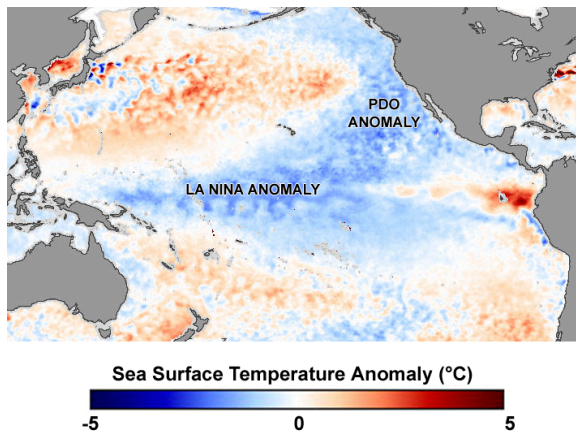 PDO
ANOMALY
LA NINA ANOMALY
Sea Surface Temperature Anomaly (°C)
-5 0 5